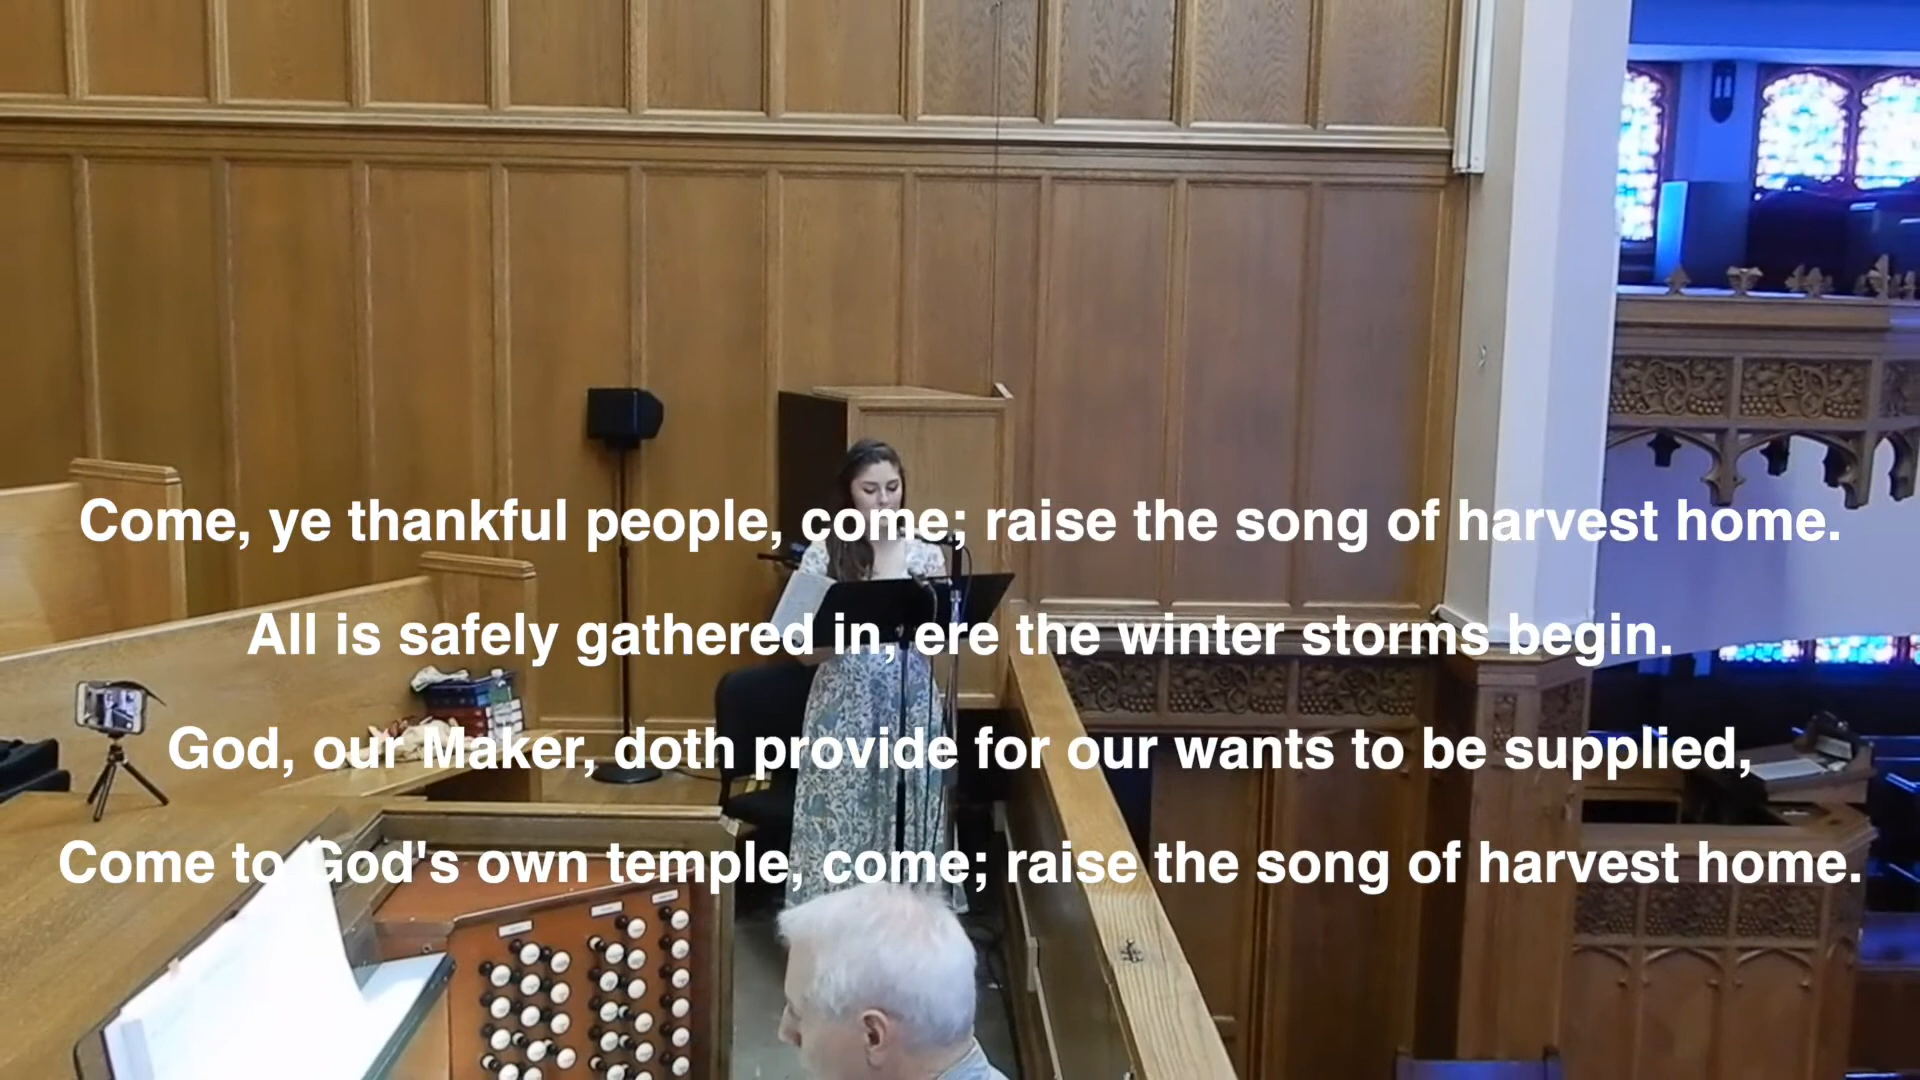 Come, ye thankful people, come; raise the song of harvest home.
All is safely gathered in, ere the winter storms begin.
God, our Maker, doth provide for our wants to be supplied,
Come to God's own temple, come; raise the song of harvest home.